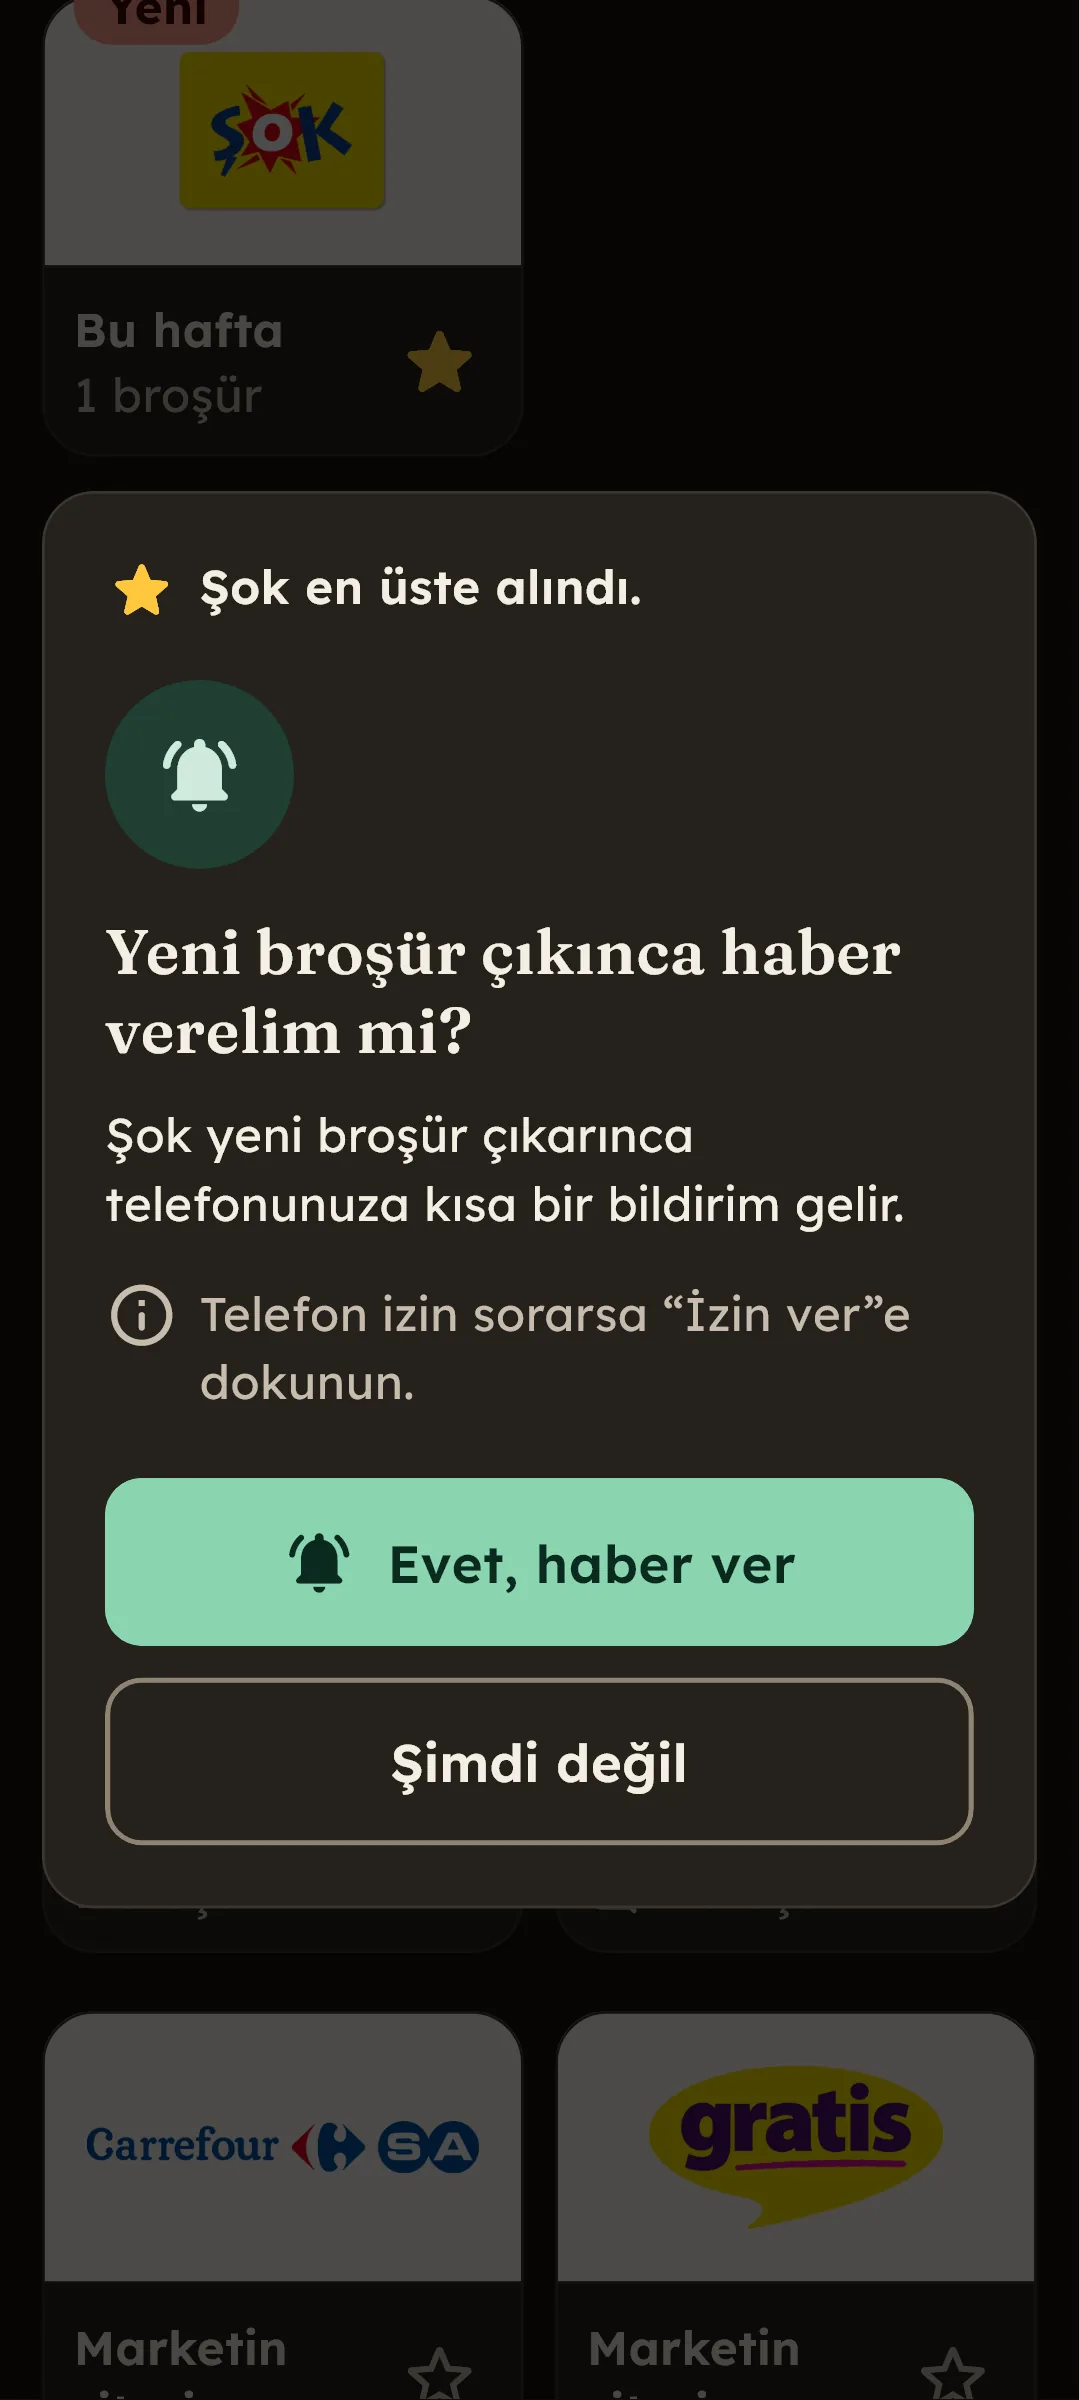 Yeni
ŞOK
Bu hafta
1 broşür
Şok en üste alındı.
Yeni broşür çıkınca haber
verelim mi?
Şok yeni broşür çıkarınca
telefonunuza kısa bir bildirim gelir.
Telefon izin sorarsa “İzin ver”e
dokunun.
Evet, haber ver
Şimdi değil
Carrefour SA
gratis
Marketin
Marketin